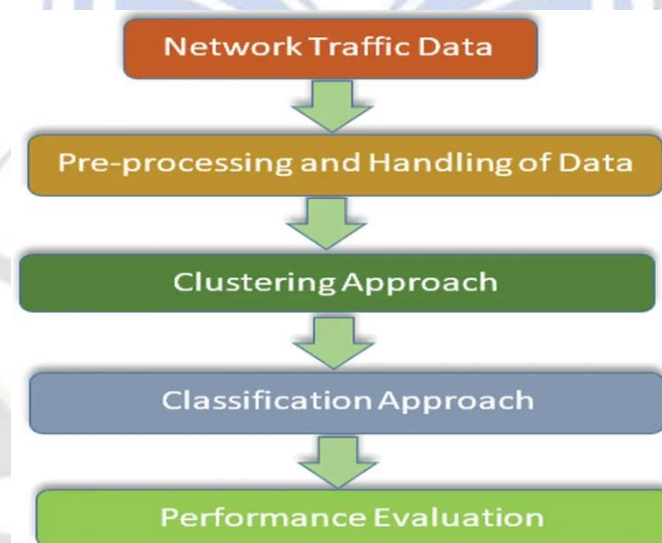 Network Traffic Data
Pre-processing and Handling of Data
Clustering Approach
Classification Approach
Performance Evaluation